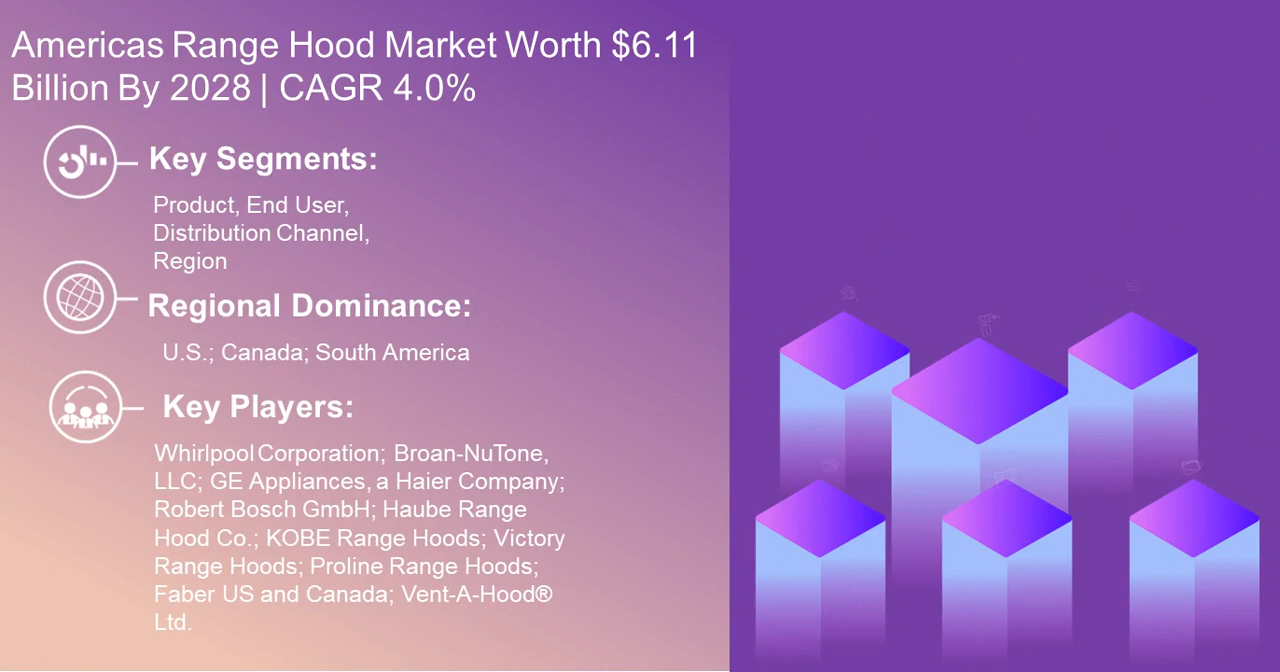 Americas Range Hood Market Worth $6.11
Billion By 2028 | CAGR 4.0%
Key Segments:
Product, End User,
Distribution Channel,
Region
Regional Dominance:
U.S.; Canada; South America
Key Players:
Whirlpool Corporation; Broan-NuTone,
LLC; GE Appliances, a Haier Company;
Robert Bosch GmbH; Haube Range
Hood Co.; KOBE Range Hoods; Victory
Range Hoods; Proline Range Hoods;
Faber US and Canada; Vent-A-Hood®
Ltd.